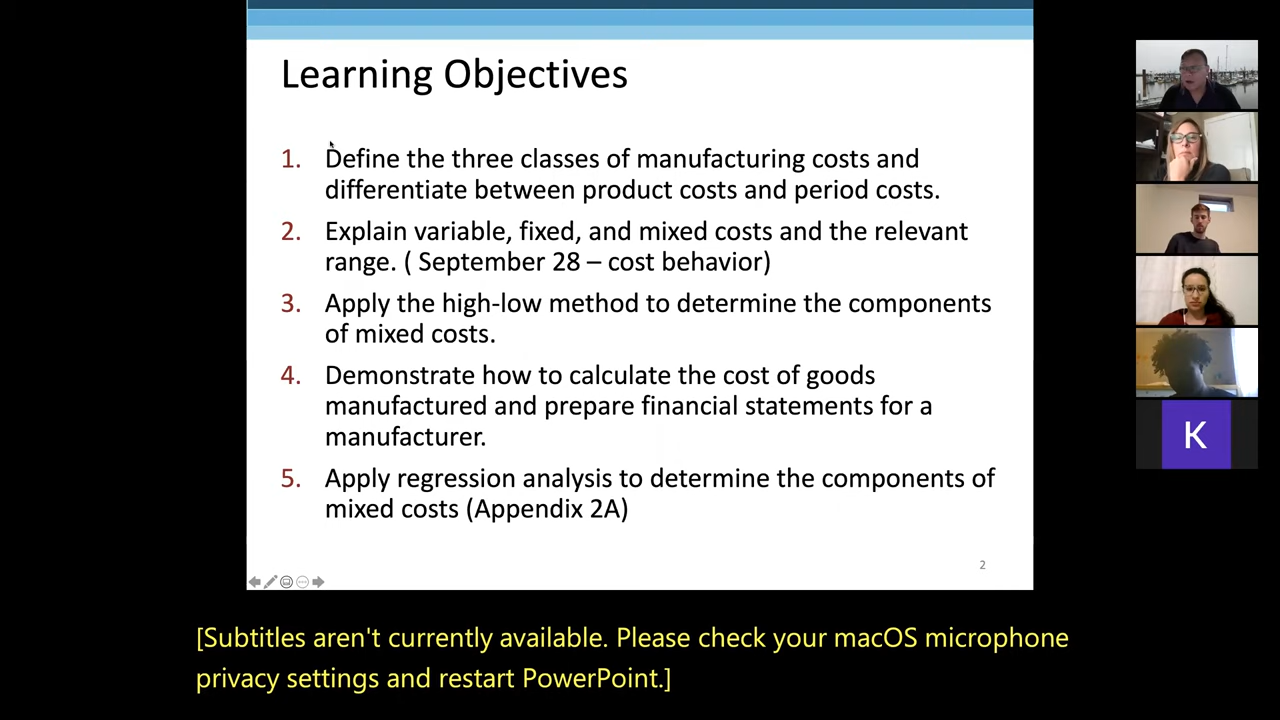 Learning Objectives
1. Define the three classes of manufacturing costs and
differentiate between product costs and period costs.
2. Explain variable, fixed, and mixed costs and the relevant
range. ( September 28 – cost behavior)
3. Apply the high-low method to determine the components
of mixed costs.
4. Demonstrate how to calculate the cost of goods
manufactured and prepare financial statements for a
manufacturer.
5. Apply regression analysis to determine the components of
mixed costs (Appendix 2A)
2
[Subtitles aren't currently available. Please check your macOS microphone
privacy settings and restart PowerPoint.]
K